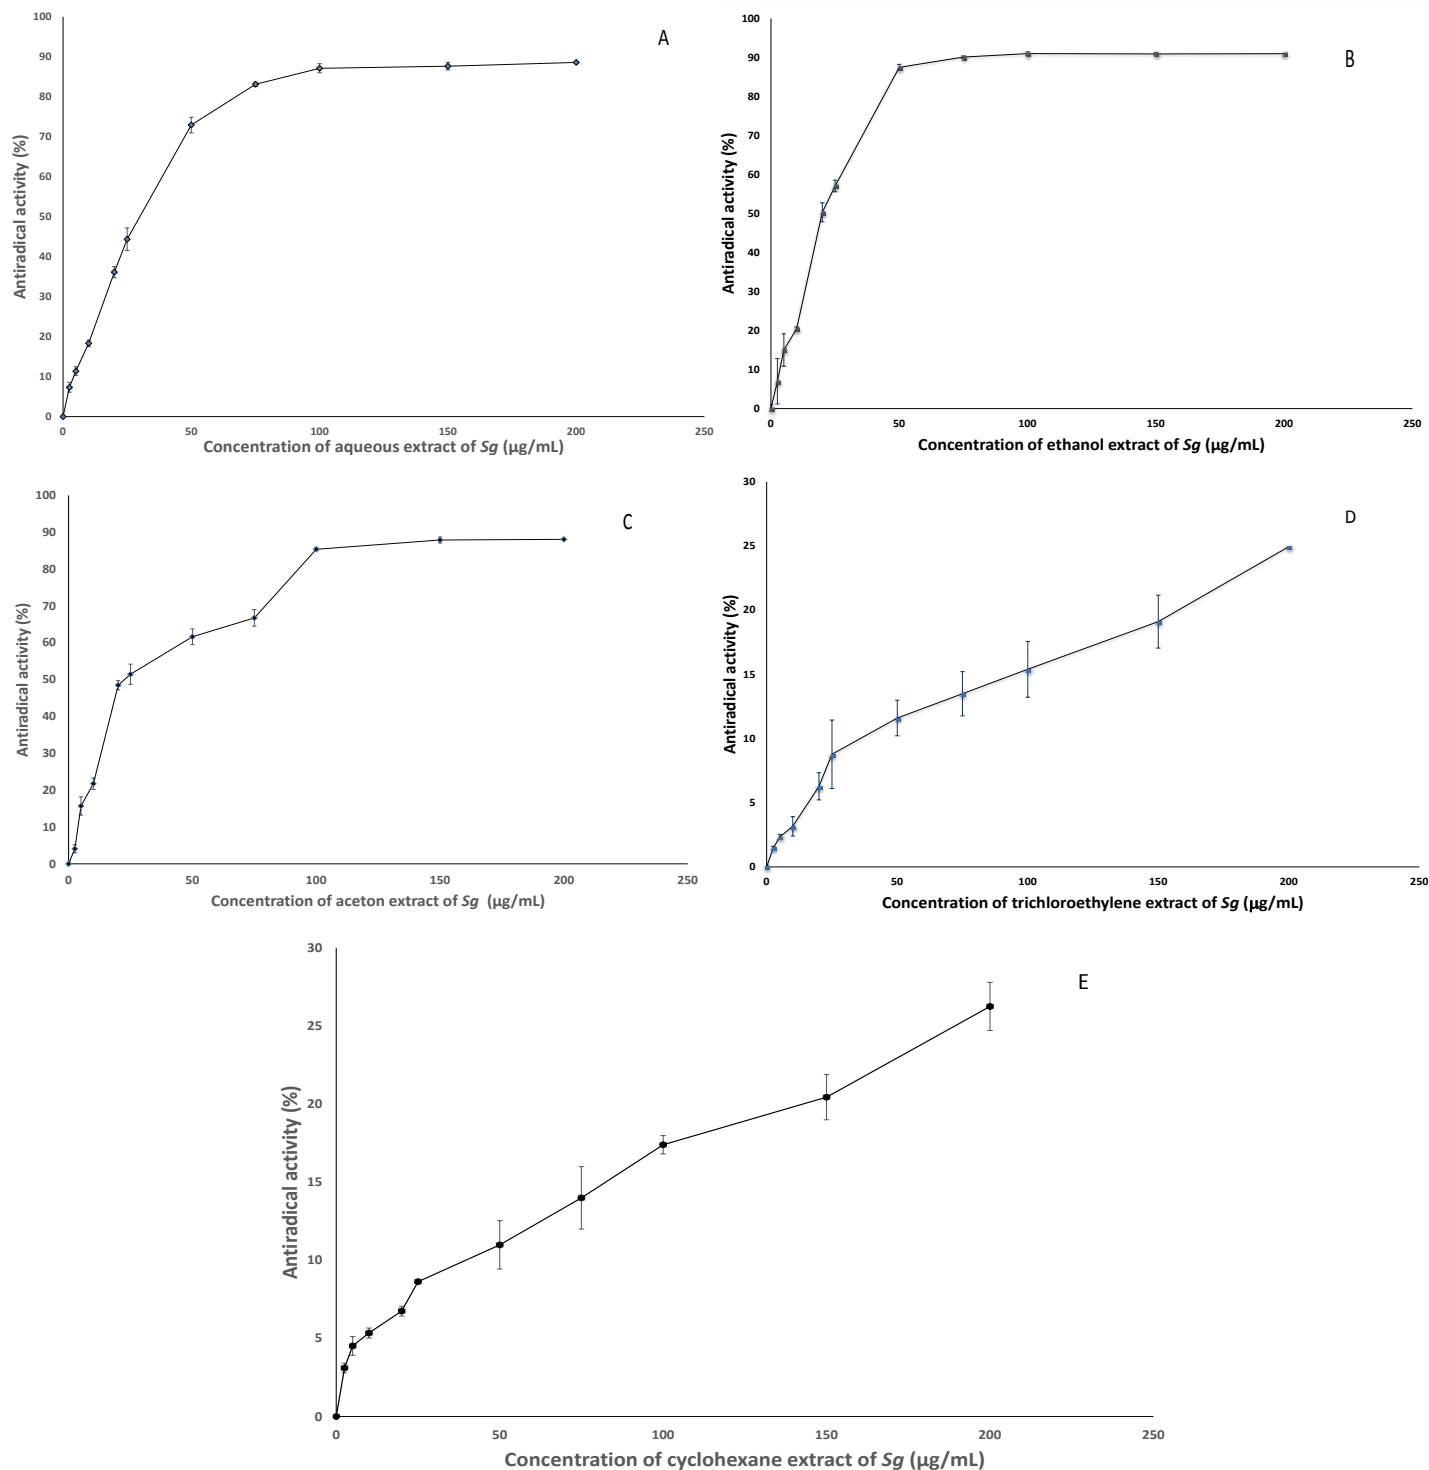 A
Antiradical activity (%)
100
90
80
70
60
50
40
30
20
10
0
0 50 100 150 200 250
Concentration of aqueous extract of Sg (µg/mL)
B
Antiradical activity (%)
100
90
80
70
60
50
40
30
20
10
0
0 50 100 150 200 250
Concentration of ethanol extract of Sg (µg/mL)
C
Antiradical activity (%)
100
90
80
70
60
50
40
30
20
10
0
0 50 100 150 200 250
Concentration of aceton extract of Sg (µg/mL)
D
Antiradical activity (%)
30
25
20
15
10
5
0
0 50 100 150 200 250
Concentration of trichloroethylene extract of Sg (µg/mL)
E
Antiradical activity (%)
30
25
20
15
10
5
0
0 50 100 150 200 250
Concentration of cyclohexane extract of Sg (µg/mL)